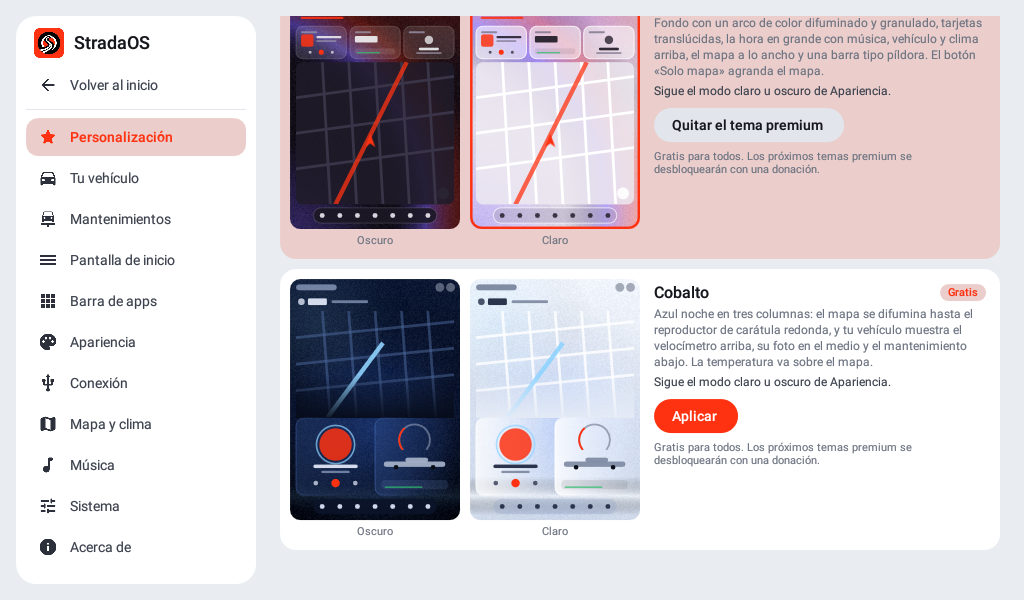 StradaOS
Volver al inicio
Personalización
Tu vehículo
Mantenimientos
Pantalla de inicio
Barra de apps
Apariencia
Conexión
Mapa y clima
Música
Sistema
Acerca de
Oscuro
Claro
Fondo con un arco de color difuminado y granulado, tarjetas
translúcidas, la hora en grande con música, vehículo y clima
arriba, el mapa a lo ancho y una barra tipo píldora. El botón
«Solo mapa» agranda el mapa.
Sigue el modo claro u oscuro de Apariencia.
Quitar el tema premium
Gratis para todos. Los próximos temas premium se
desbloquearán con una donación.
Oscuro
Claro
Cobalto
Gratis
Azul noche en tres columnas: el mapa se difumina hasta el
reproductor de carátula redonda, y tu vehículo muestra el
velocímetro arriba, su foto en el medio y el mantenimiento
abajo. La temperatura va sobre el mapa.
Sigue el modo claro u oscuro de Apariencia.
Aplicar
Gratis para todos. Los próximos temas premium se
desbloquearán con una donación.